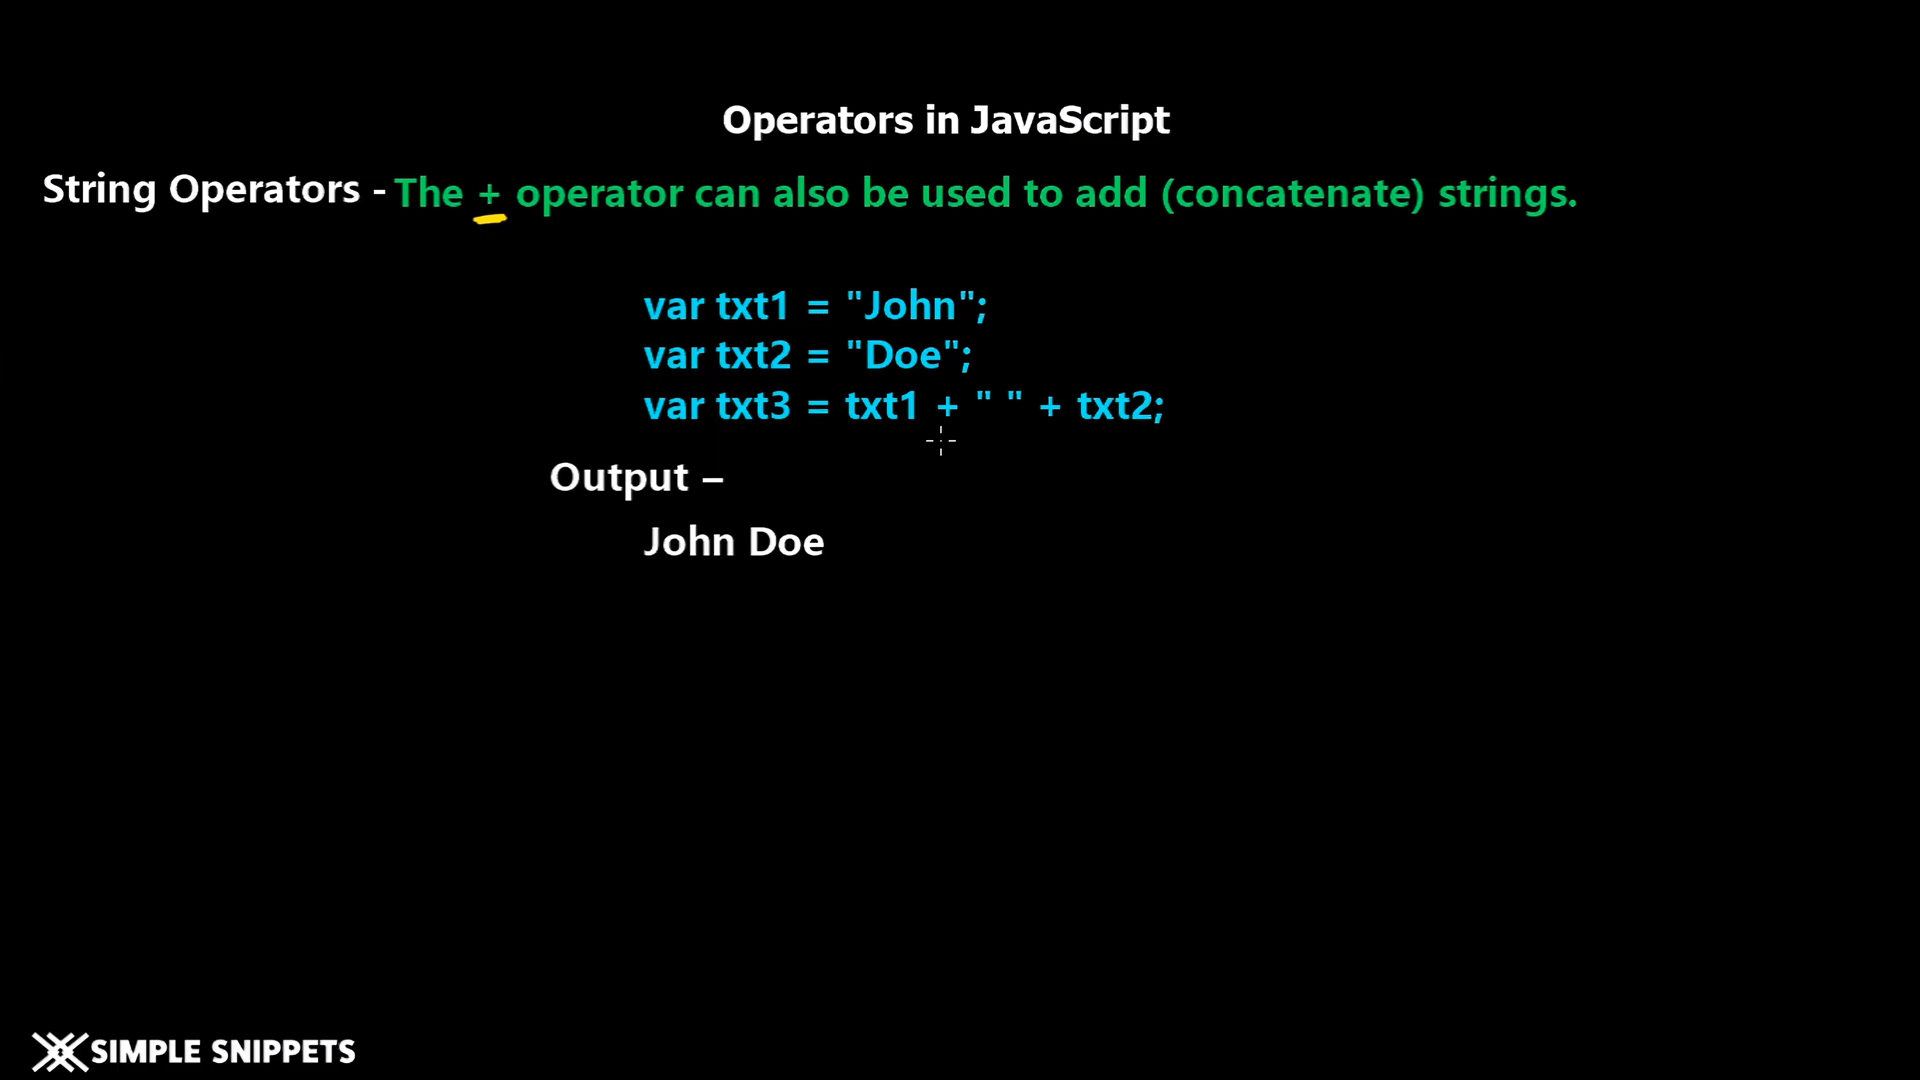 Operators in JavaScript
String Operators - The + operator can also be used to add (concatenate) strings.
var txt1 = "John";
var txt2 = "Doe";
var txt3 = txt1 + " " + txt2;
Output –
John Doe
SIMPLE SNIPPETS